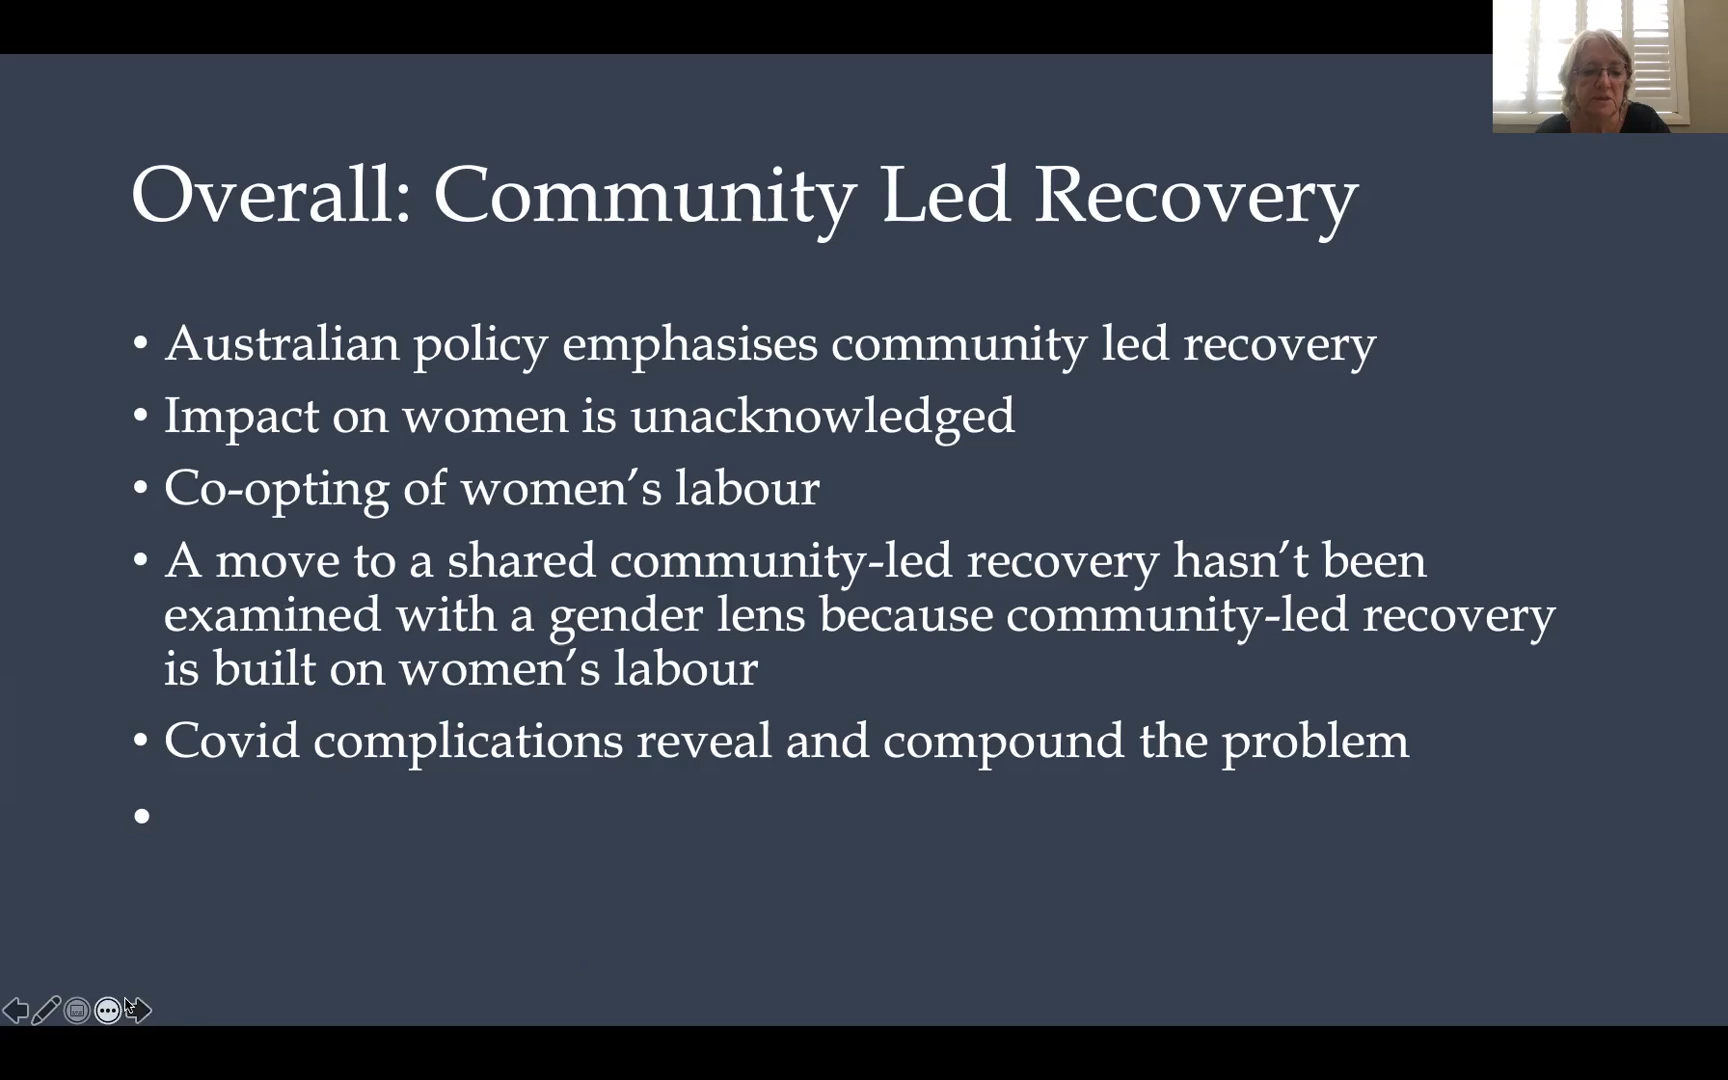 Overall: Community Led Recovery
• Australian policy emphasises community led recovery
• Impact on women is unacknowledged
• Co-opting of women’s labour
• A move to a shared community-led recovery hasn’t been
examined with a gender lens because community-led recovery
is built on women’s labour
• Covid complications reveal and compound the problem
•